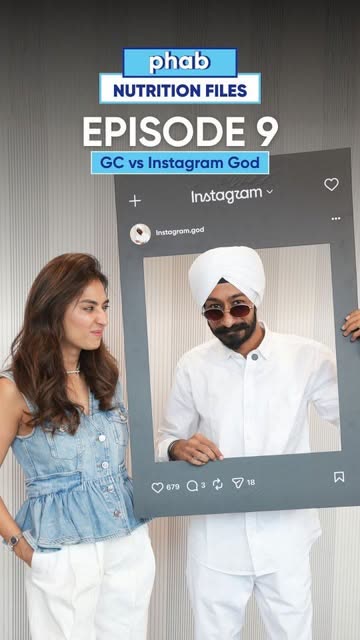 phab
NUTRITION FILES
EPISODE 9
GC vs Instagram God
Instagram
Instagram.god
679 3 18